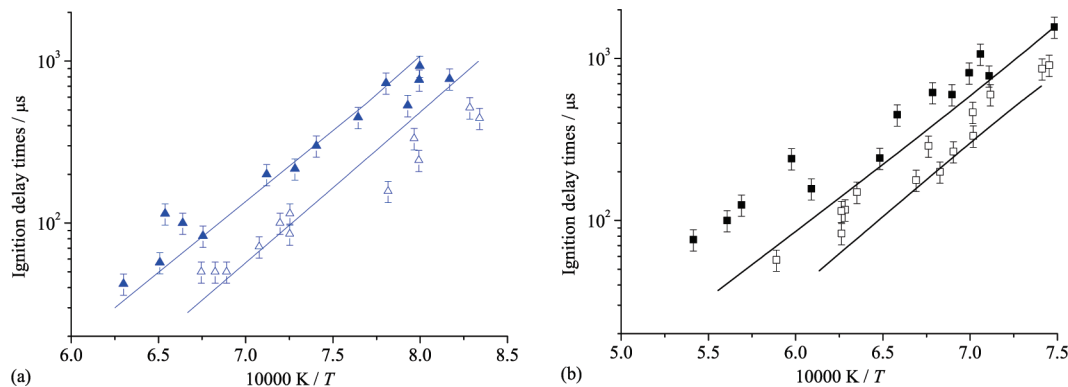 10³
10²
Ignition delay times / μs
6.0 6.5 7.0 7.5 8.0 8.5
10000 K / T
(a)
10³
10²
Ignition delay times / μs
5.0 5.5 6.0 6.5 7.0 7.5
10000 K / T
(b)